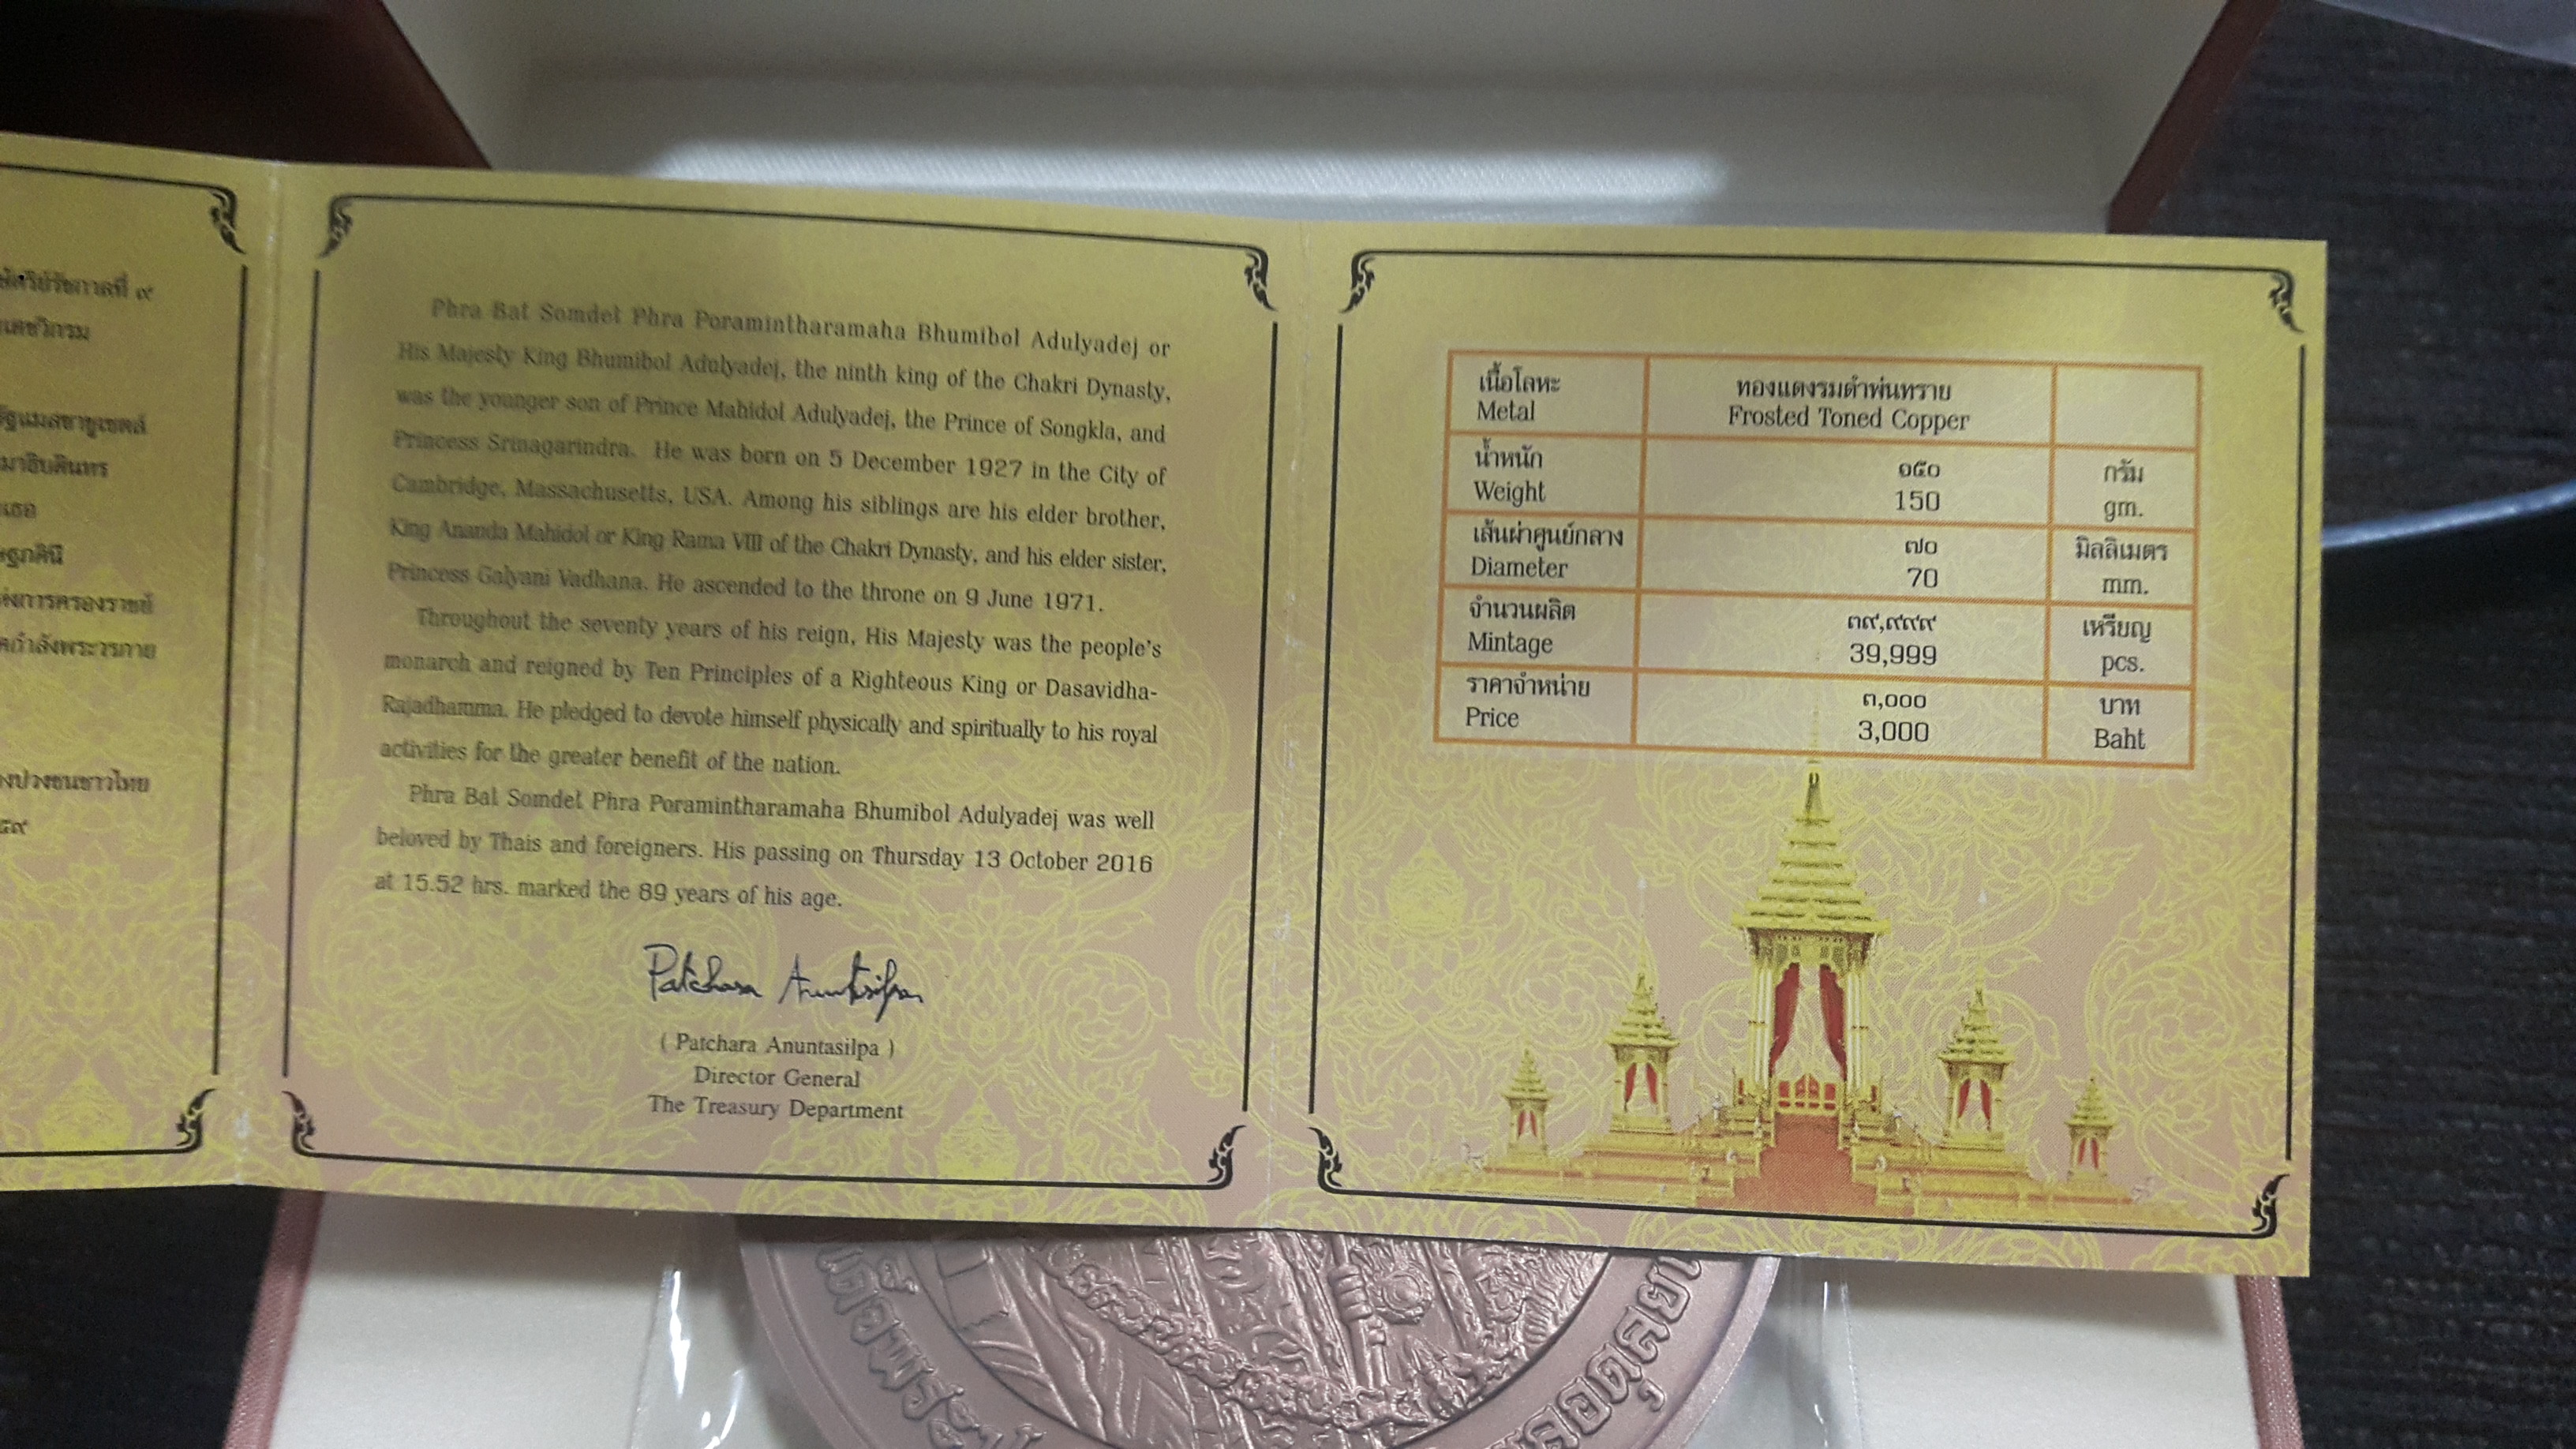 รัชกาลที่ ๙
Phra Bat Somdet Phra Poramintharamaha Bhumibol Adulyadej or
His Majesty King Bhumibol Adulyadej, the ninth king of the Chakri Dynasty,
was the younger son of Prince Mahidol Adulyadej, the Prince of Songkla, and
Princess Srinagarindra. He was born on 5 December 1927 in the City of
Cambridge, Massachusetts, USA. Among his siblings are his elder brother,
King Ananda Mahidol or King Rama VIII of the Chakri Dynasty, and his elder sister,
Princess Galyani Vadhana. He ascended to the throne on 9 June 1971.
Throughout the seventy years of his reign, His Majesty was the people's
monarch and reigned by Ten Principles of a Righteous King or Dasavidha-
Rajadhamma. He pledged to devote himself physically and spiritually to his royal
activities for the greater benefit of the nation.
Phra Bat Somdet Phra Poramintharamaha Bhumibol Adulyadej was well
beloved by Thais and foreigners. His passing on Thursday 13 October 2016
at 15.52 hrs. marked the 89 years of his age.
Patchara Anuntasilpa
( Patchara Anuntasilpa )
Director General
The Treasury Department
เนื้อโลหะ ทองแดงรมดำพ่นทราย
Metal Frosted Toned Copper
น้ำหนัก ๑๕๐ กรัม
Weight 150 gm.
เส้นผ่าศูนย์กลาง ๗๐ มิลลิเมตร
Diameter 70 mm.
จำนวนผลิต ๓๙,๙๙๙ เหรียญ
Mintage 39,999 pcs.
ราคาจำหน่าย ๓,๐๐๐ บาท
Price 3,000 Baht